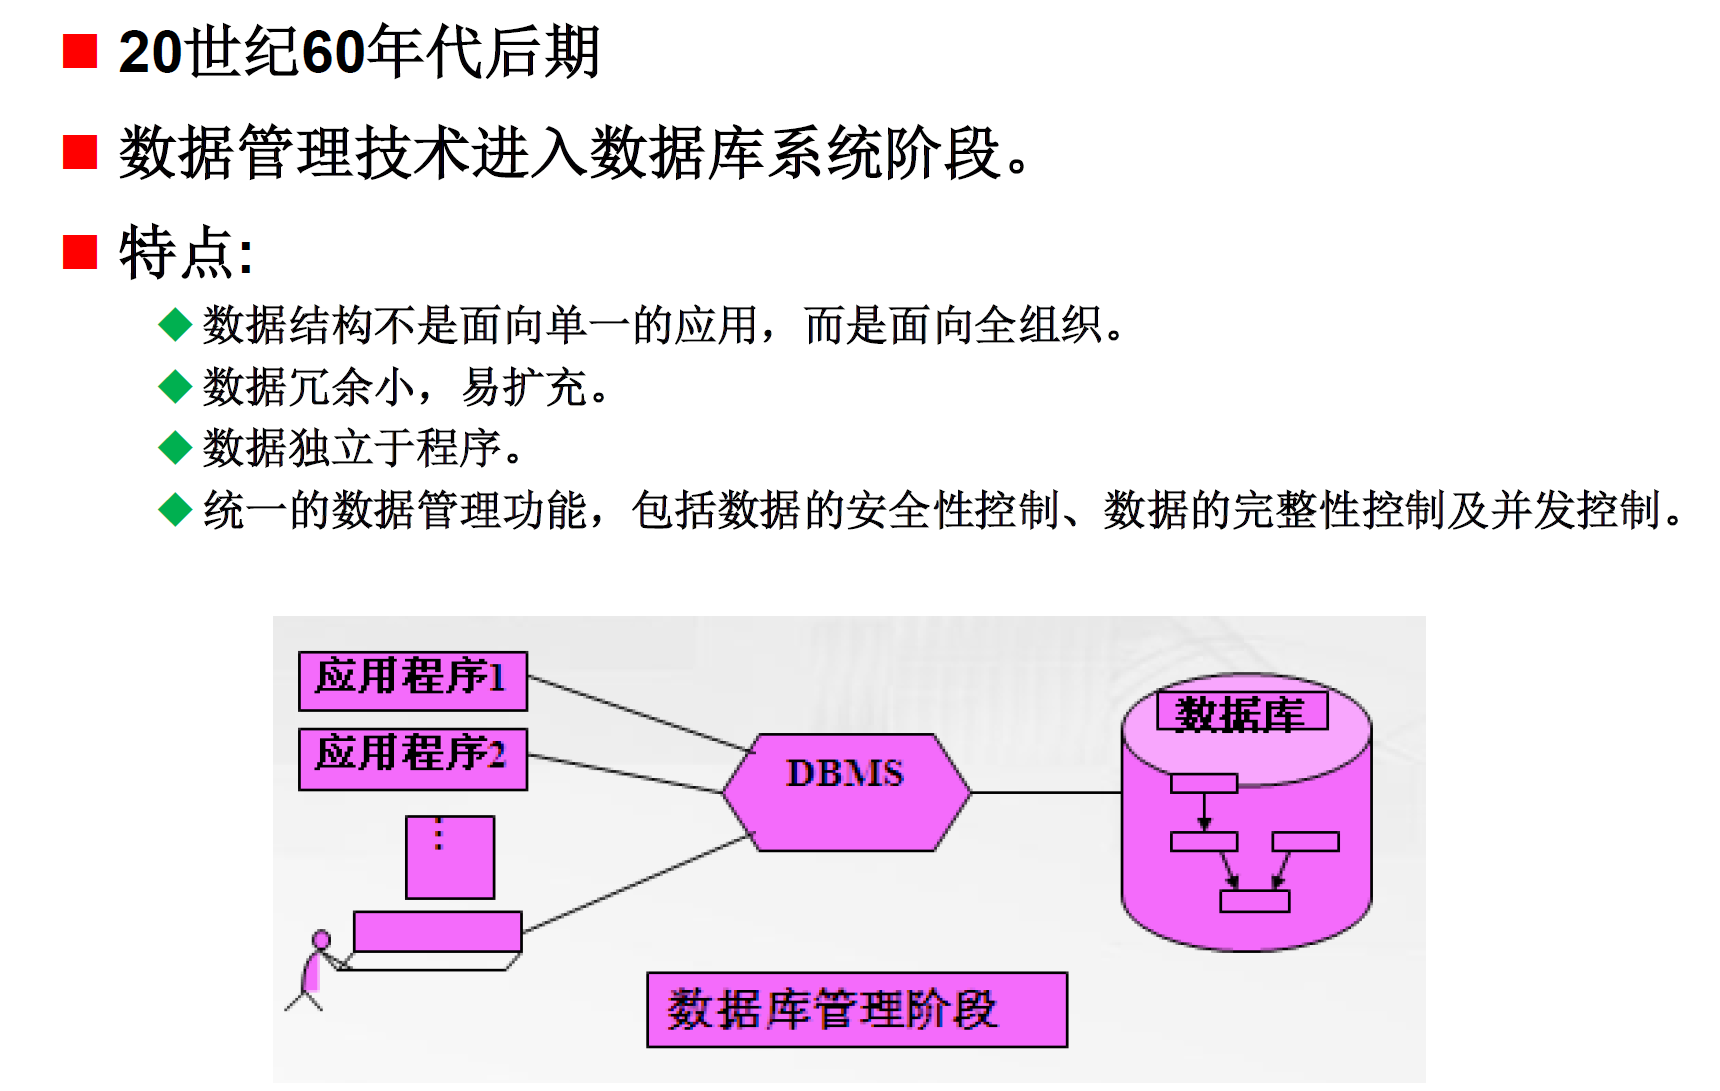 20世纪60年代后期
数据管理技术进入数据库系统阶段。
特点:
数据结构不是面向单一的应用，而是面向全组织。
数据冗余小，易扩充。
数据独立于程序。
统一的数据管理功能，包括数据的安全性控制、数据的完整性控制及并发控制。
应用程序1
应用程序2
⋮
DBMS
数据库
数据库管理阶段